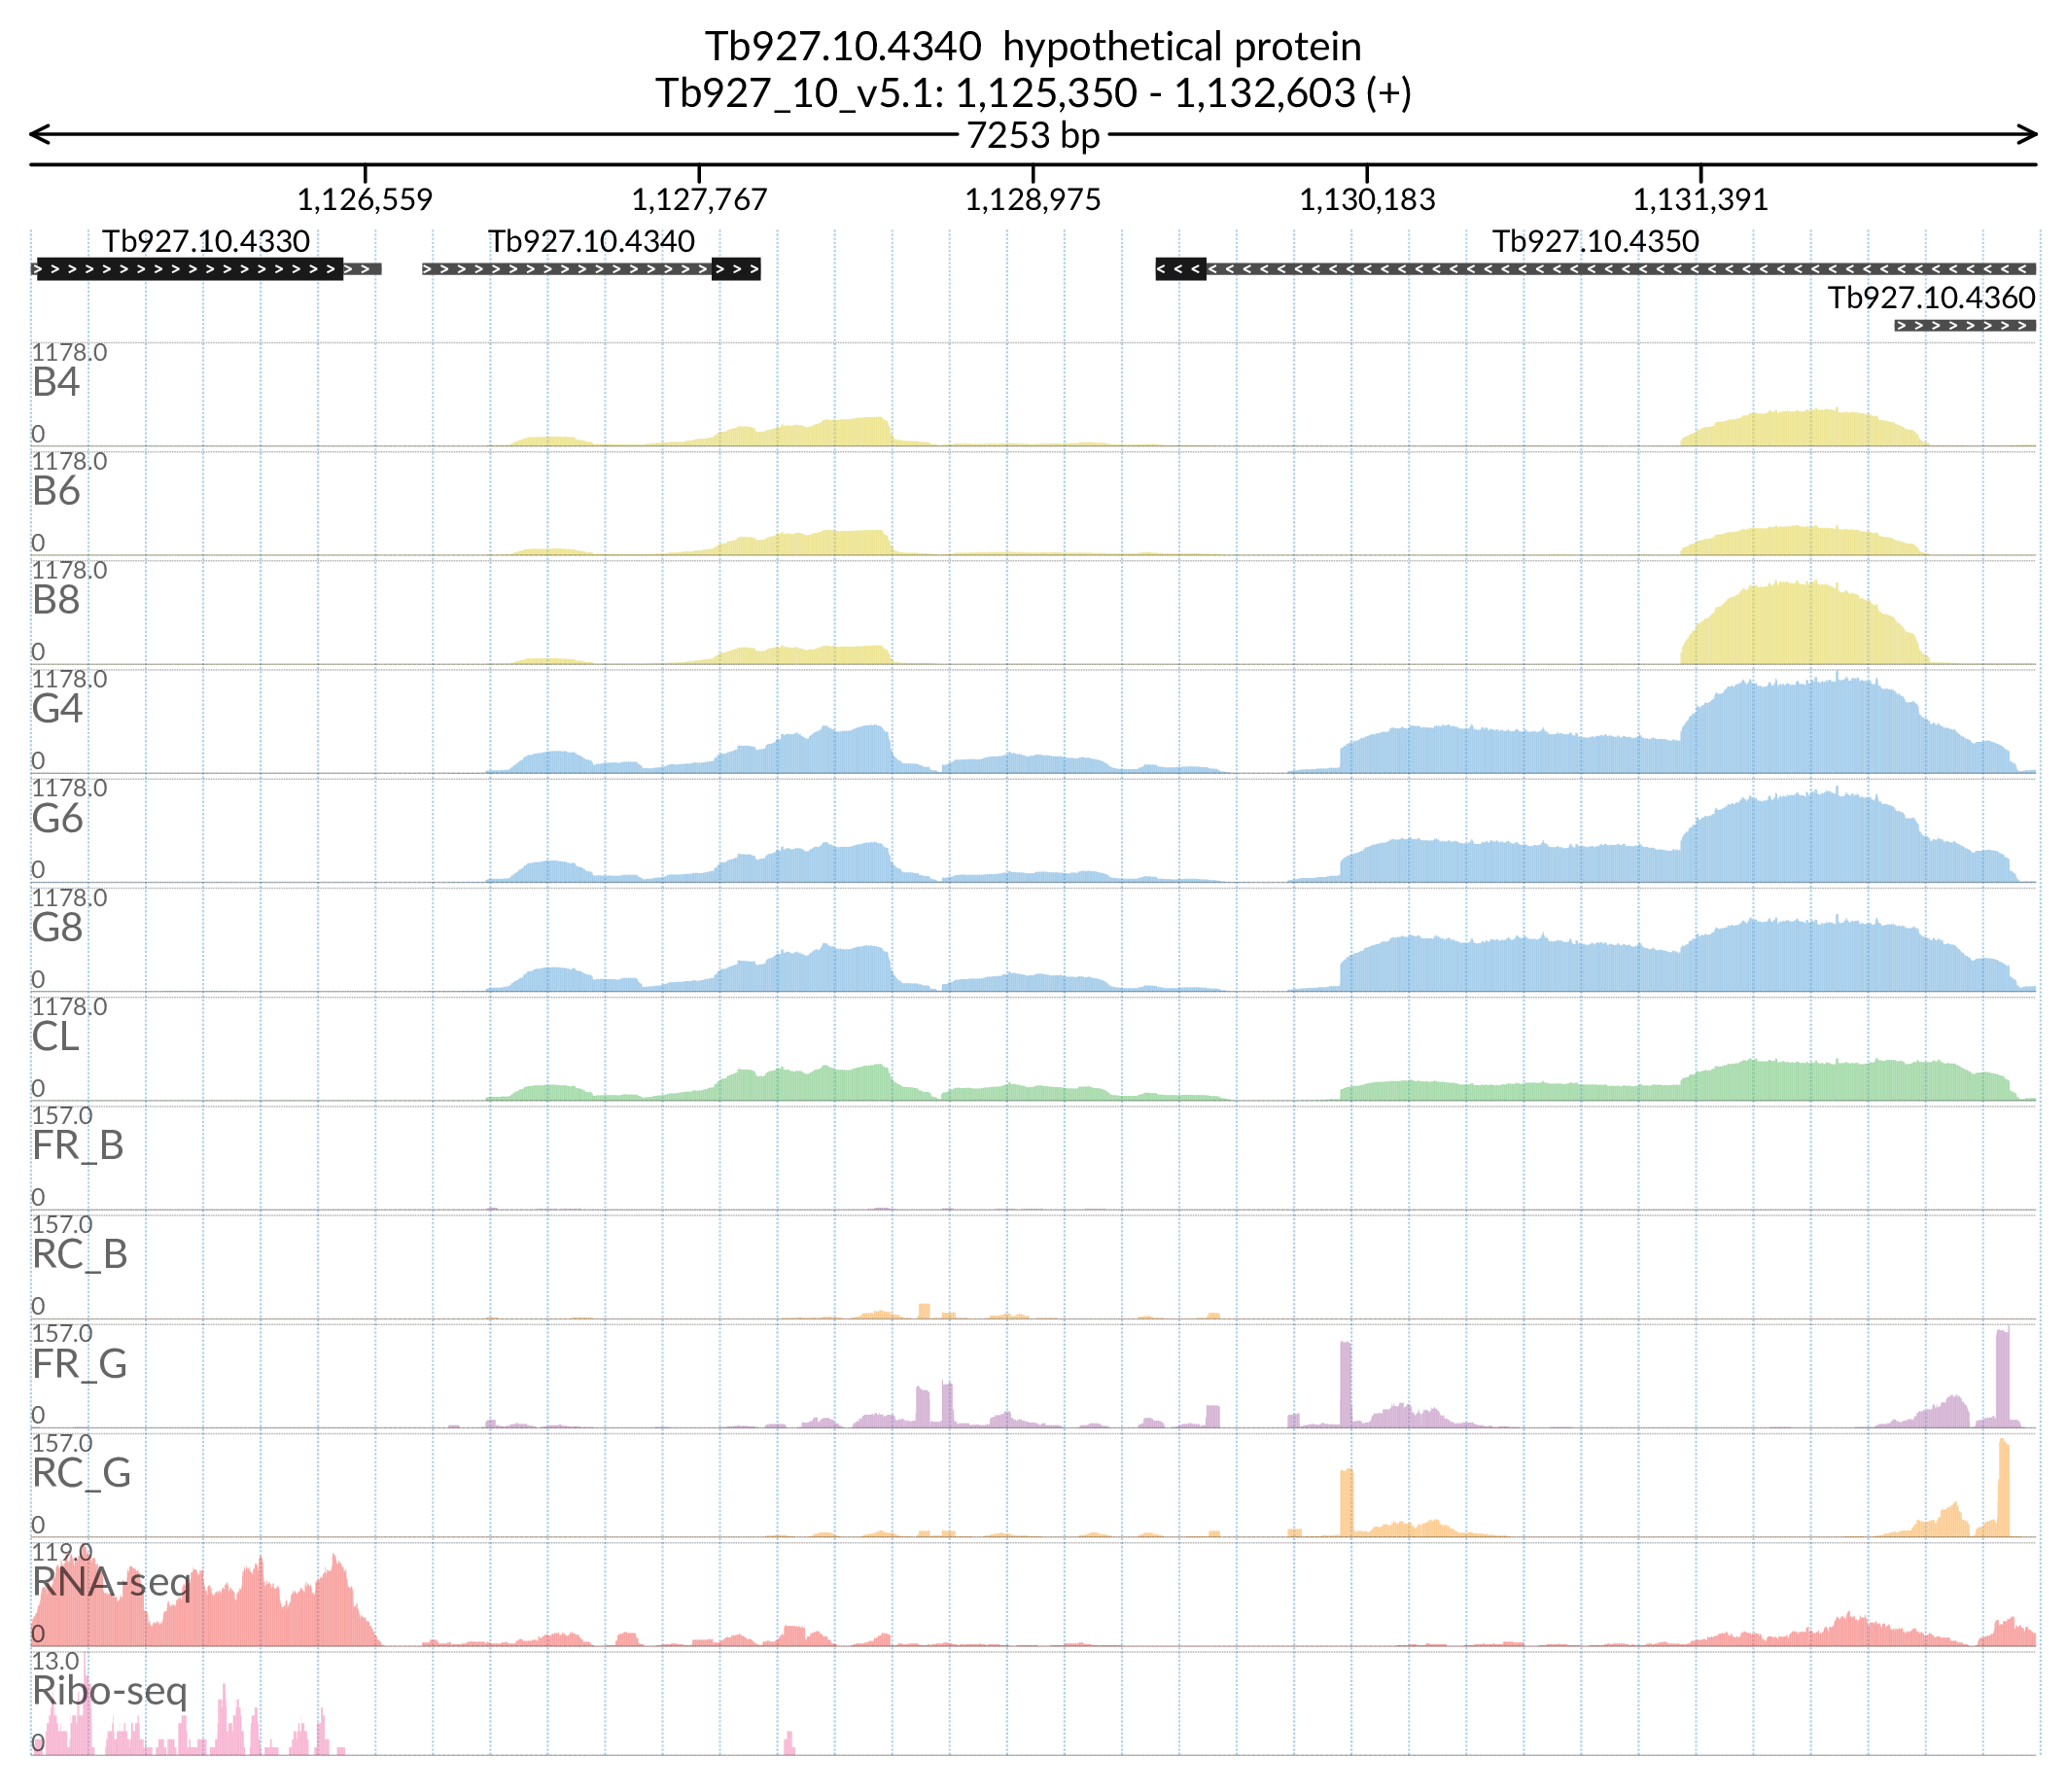 Tb927.10.4340 hypothetical protein
Tb927_10_v5.1: 1,125,350 - 1,132,603 (+)
7253 bp
1,126,559 1,127,767 1,128,975 1,130,183 1,131,391
Tb927.10.4330 Tb927.10.4340 Tb927.10.4350
Tb927.10.4360
1178.0
B4
0
1178.0
B6
0
1178.0
B8
0
1178.0
G4
0
1178.0
G6
0
1178.0
G8
0
1178.0
CL
0
157.0
FR_B
0
157.0
RC_B
0
157.0
FR_G
0
157.0
RC_G
0
119.0
RNA-seq
0
13.0
Ribo-seq
0